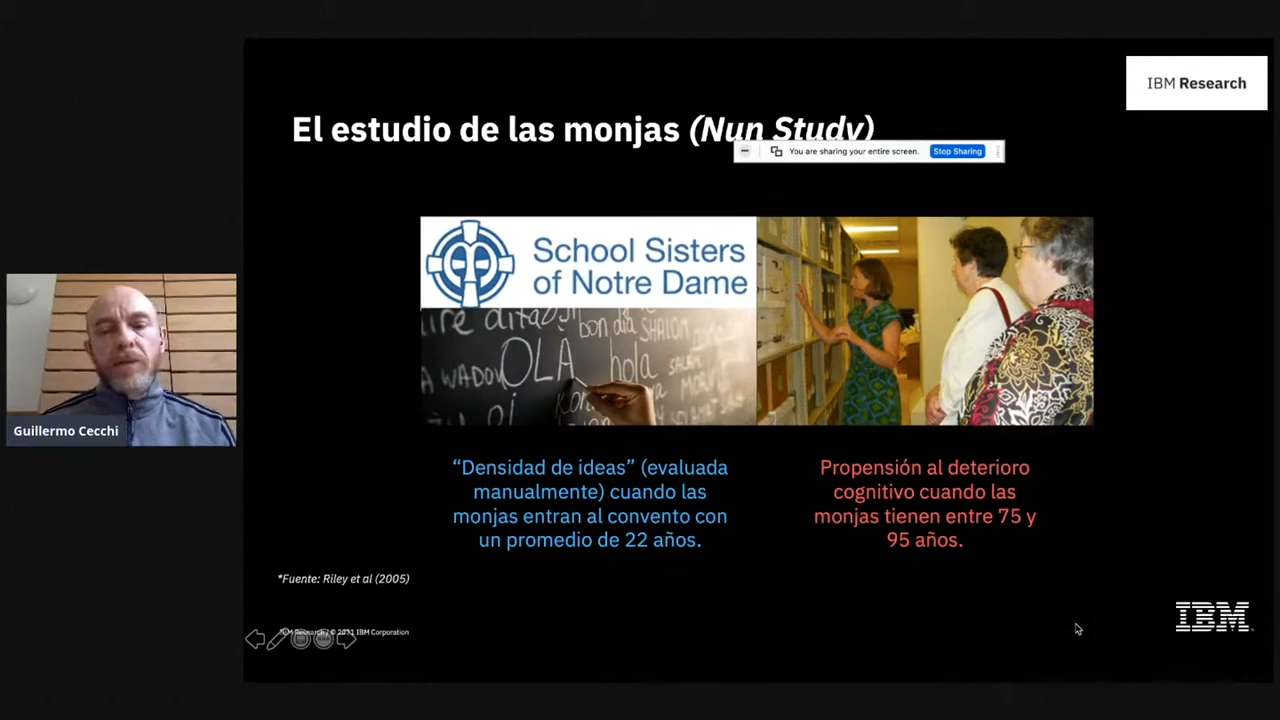 IBM Research
El estudio de las monjas (Nun Study)
You are sharing your entire screen. Stop Sharing
School Sisters
of Notre Dame
bon dia SHALOM
OLA hola
Guillermo Cecchi
“Densidad de ideas” (evaluada
manualmente) cuando las
monjas entran al convento con
un promedio de 22 años.
Propensión al deterioro
cognitivo cuando las
monjas tienen entre 75 y
95 años.
*Fuente: Riley et al (2005)
IBM Research / © 2021 IBM Corporation
IBM